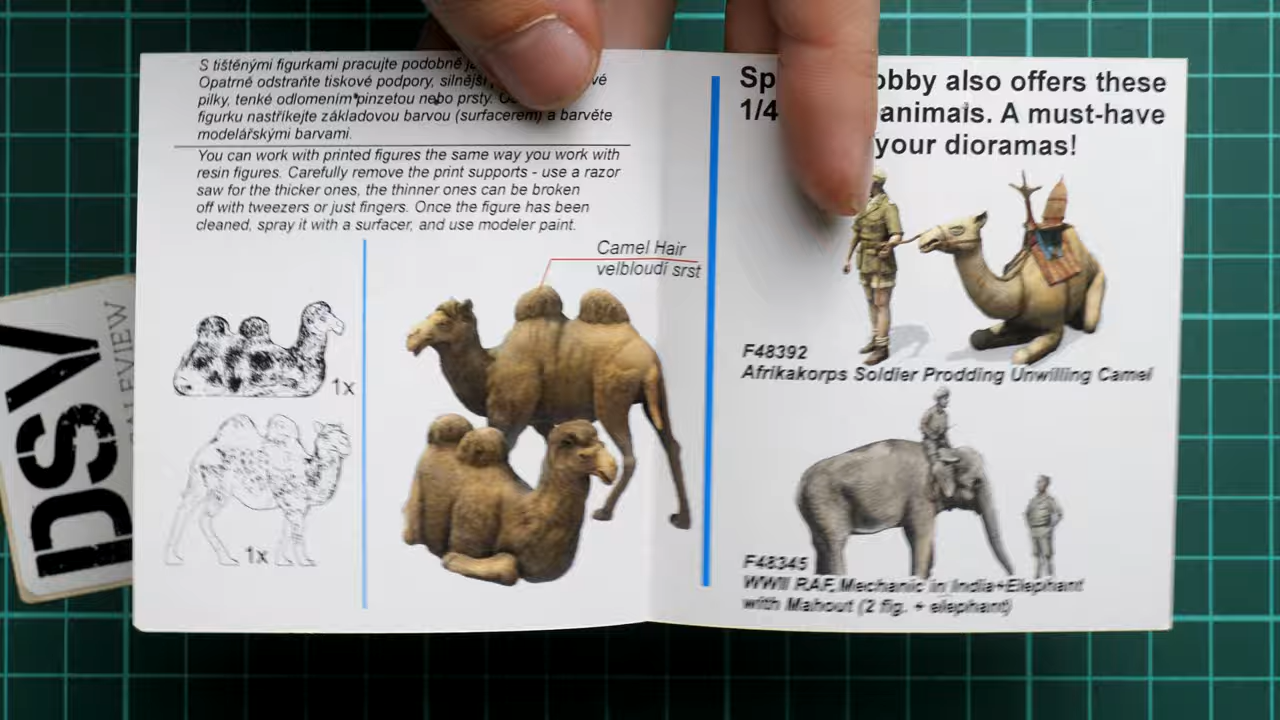 S tištěnými figurkami pracujte podobně
Opatrně odstraňte tiskové podpory, silnější
pilky, tenké odlomením pinzetou nebo prsty.
figurku nastříkejte základovou barvou (surfacerem) a barvěte
modelářskými barvami.
You can work with printed figures the same way you work with
resin figures. Carefully remove the print supports - use a razor
saw for the thicker ones, the thinner ones can be broken
off with tweezers or just fingers. Once the figure has been
cleaned, spray it with a surfacer, and use modeler paint.
Camel Hair
velbloudí srst
1x
1x
also offers these
animals. A must-have
your dioramas!
F48392
Afrikakorps Soldier Prodding Unwilling Camel
F48345
WWII RAF Mechanic in India+Elephant
with Mahout (2 fig. + elephant)
DSV
SCALEVIEW